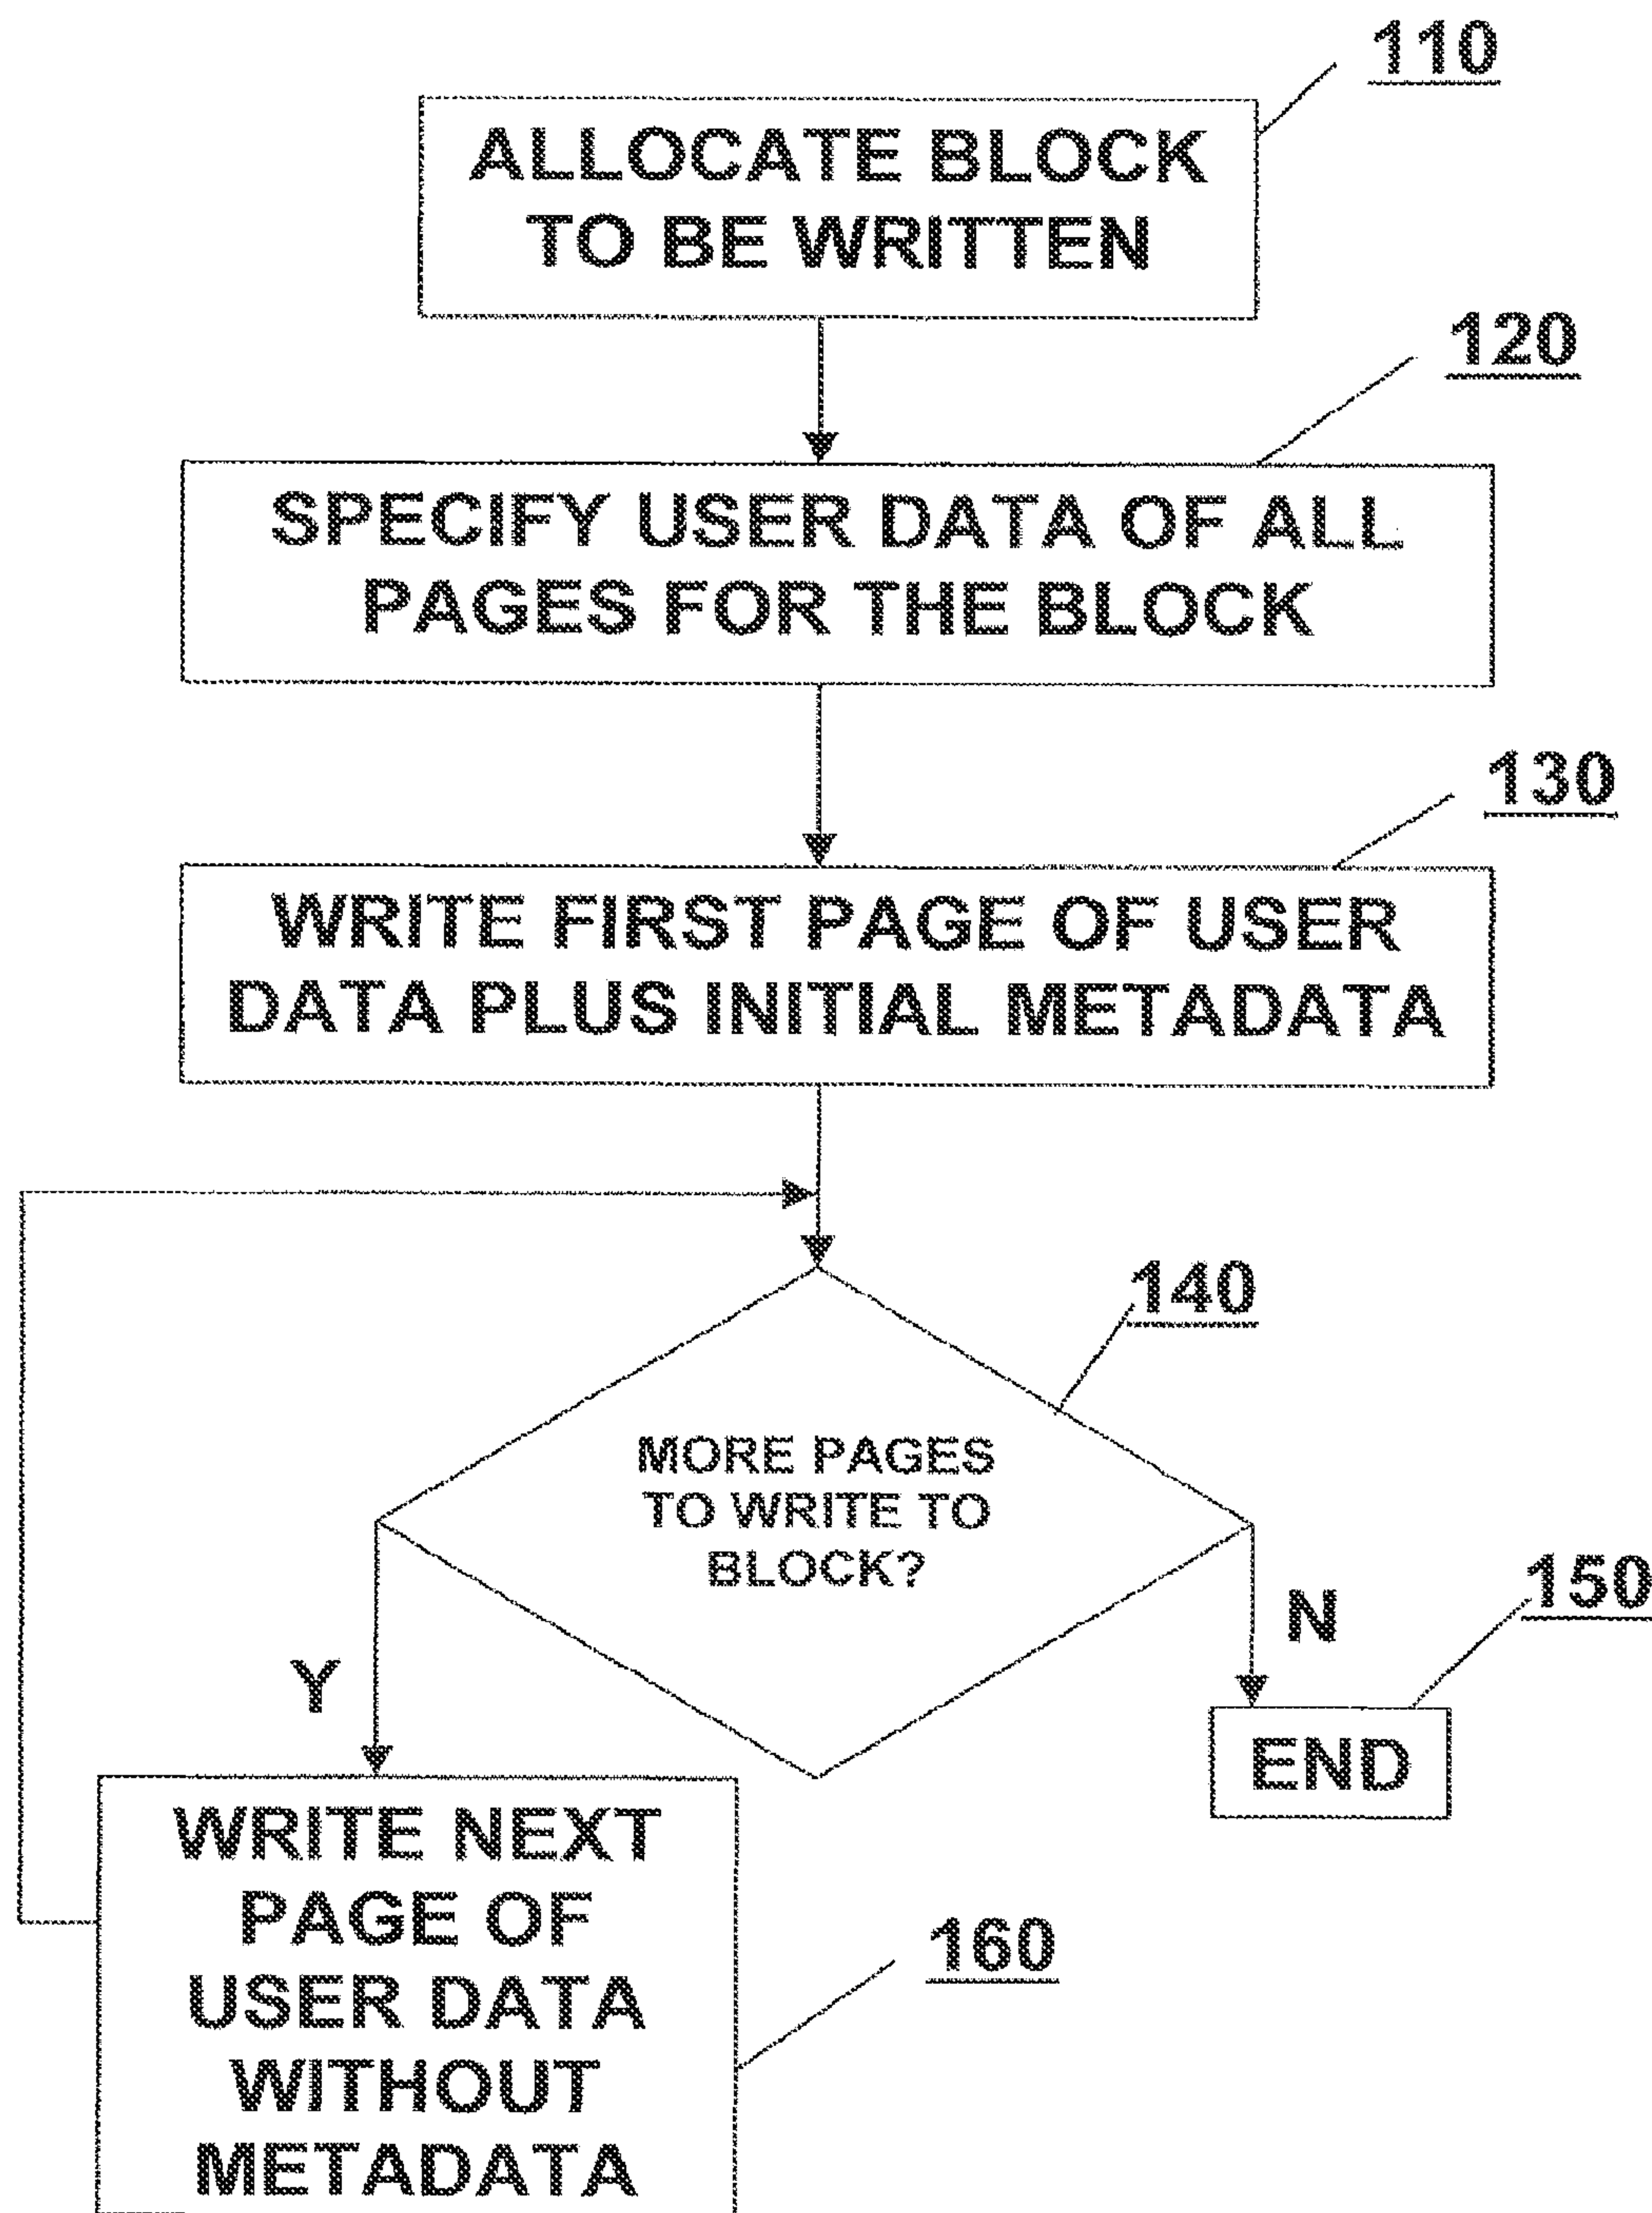 110
ALLOCATE BLOCK
TO BE WRITTEN
120
SPECIFY USER DATA OF ALL
PAGES FOR THE BLOCK
130
WRITE FIRST PAGE OF USER
DATA PLUS INITIAL METADATA
140
MORE PAGES
TO WRITE TO
BLOCK?
150
N
Y
END
WRITE NEXT
PAGE OF
USER DATA
WITHOUT
METADATA
160